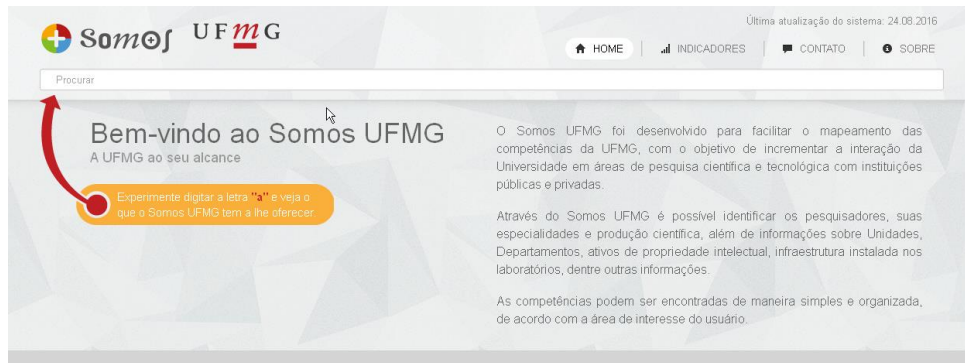 Última atualização do sistema: 24.08.2016
Somos UFMG
HOME
INDICADORES
CONTATO
SOBRE
Procurar
Bem-vindo ao Somos UFMG
A UFMG ao seu alcance
Experimente digitar a letra "a" e veja o
que o Somos UFMG tem a lhe oferecer.
O Somos UFMG foi desenvolvido para facilitar o mapeamento das
competências da UFMG, com o objetivo de incrementar a interação da
Universidade em áreas de pesquisa científica e tecnológica com instituições
públicas e privadas.
Através do Somos UFMG é possível identificar os pesquisadores, suas
especialidades e produção científica, além de informações sobre Unidades,
Departamentos, ativos de propriedade intelectual, infraestrutura instalada nos
laboratórios, dentre outras informações.
As competências podem ser encontradas de maneira simples e organizada,
de acordo com a área de interesse do usuário.